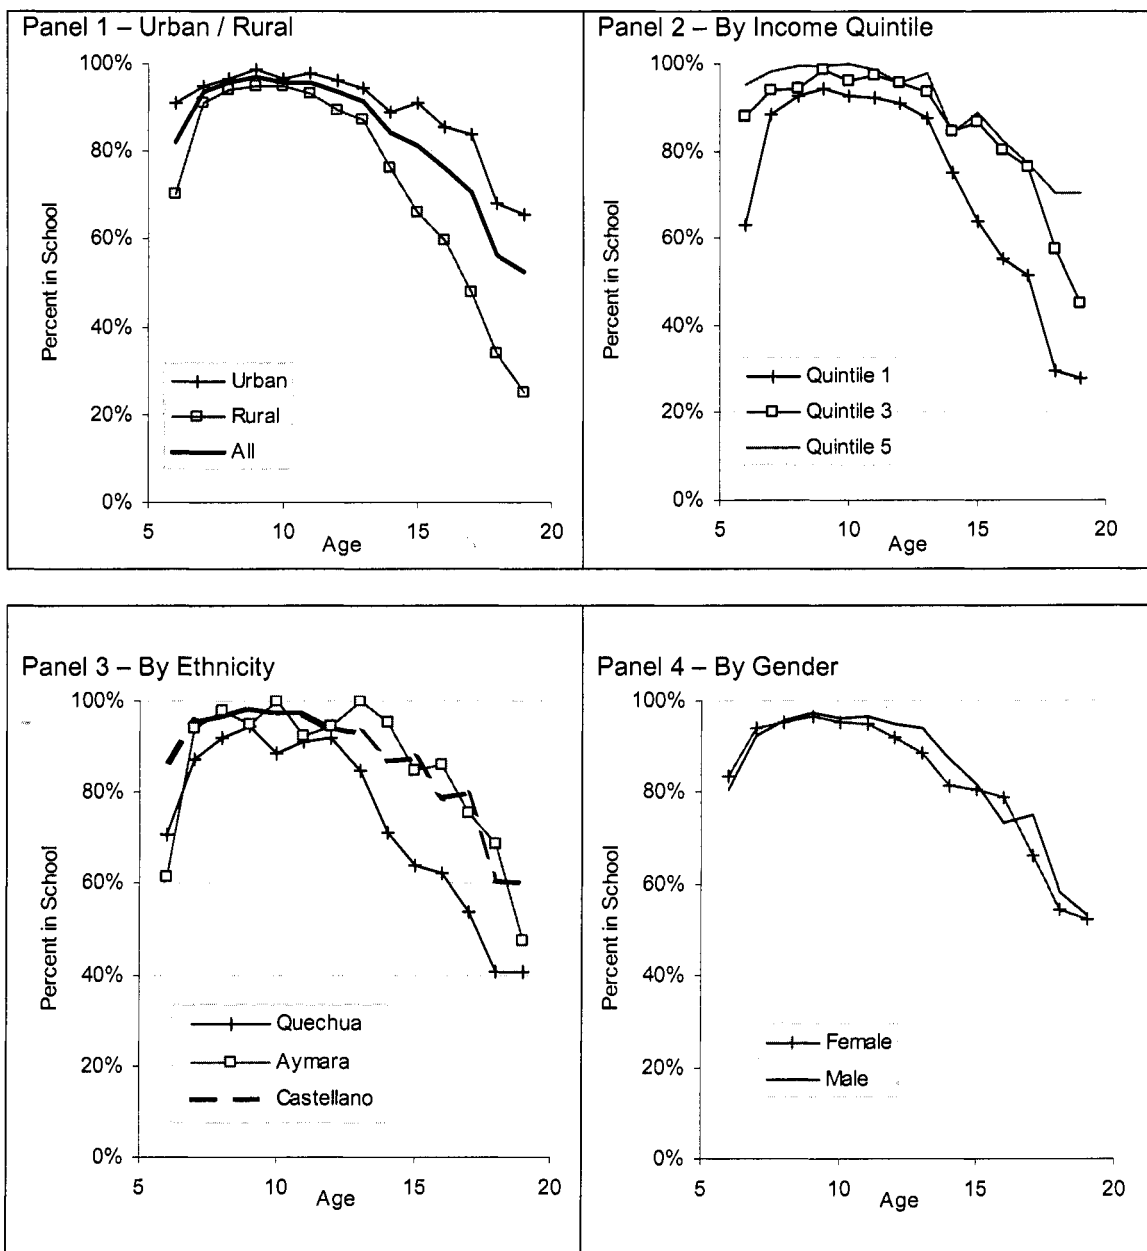 Panel 1 – Urban / Rural
100%
80%
60%
40%
20%
0%
Percent in School
Urban
Rural
All
5 10 15 20
Age
Panel 2 – By Income Quintile
100%
80%
60%
40%
20%
0%
Percent in School
Quintile 1
Quintile 3
Quintile 5
5 10 15 20
Age
Panel 3 – By Ethnicity
100%
80%
60%
40%
20%
0%
Percent in School
Quechua
Aymara
Castellano
5 10 15 20
Age
Panel 4 – By Gender
100%
80%
60%
40%
20%
0%
Percent in School
Female
Male
5 10 15 20
Age